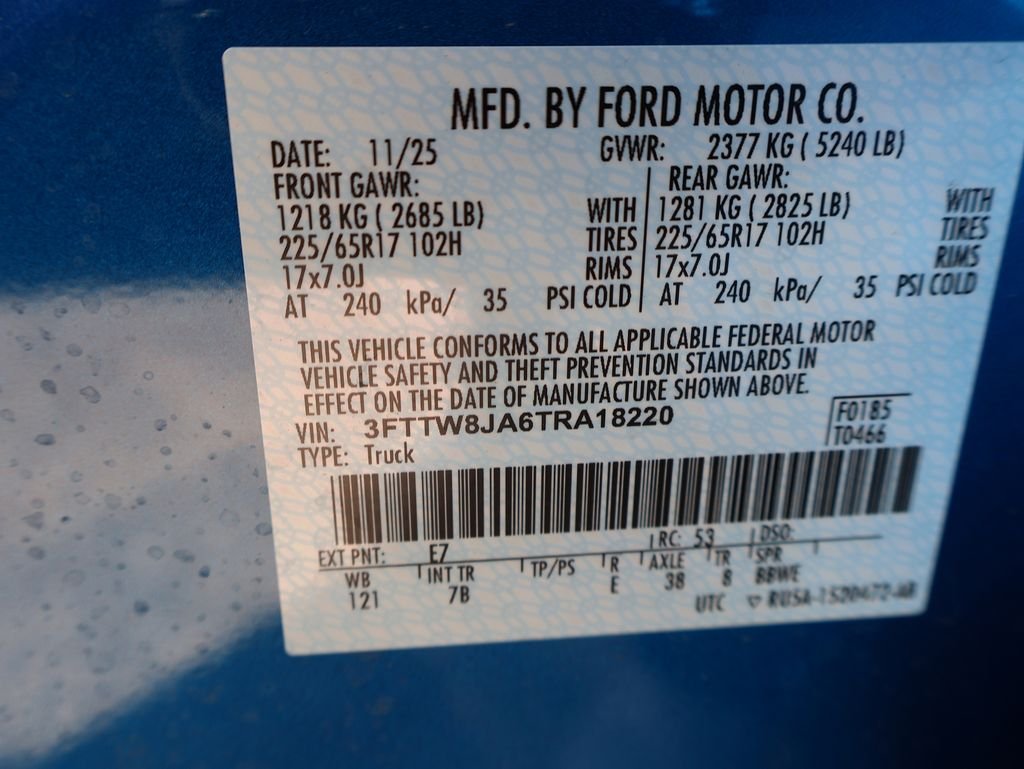 MFD. BY FORD MOTOR CO.
DATE: 11/25 GVWR: 2377 KG ( 5240 LB)
FRONT GAWR: REAR GAWR:
1218 KG ( 2685 LB) WITH 1281 KG ( 2825 LB) WITH
225/65R17 102H TIRES 225/65R17 102H TIRES
17x7.0J RIMS 17x7.0J RIMS
AT 240 kPa/ 35 PSI COLD AT 240 kPa/ 35 PSI COLD
THIS VEHICLE CONFORMS TO ALL APPLICABLE FEDERAL MOTOR
VEHICLE SAFETY AND THEFT PREVENTION STANDARDS IN
EFFECT ON THE DATE OF MANUFACTURE SHOWN ABOVE.
VIN: 3FTTW8JA6TRA18220 F0185
TYPE: Truck T0466
EXT PNT: E7 RC: 53 DSO:
WB INT TR TP/PS R AXLE TR SPR
121 7B E 38 8 BBWE
UTC ▽ RU5A-1520472-AB